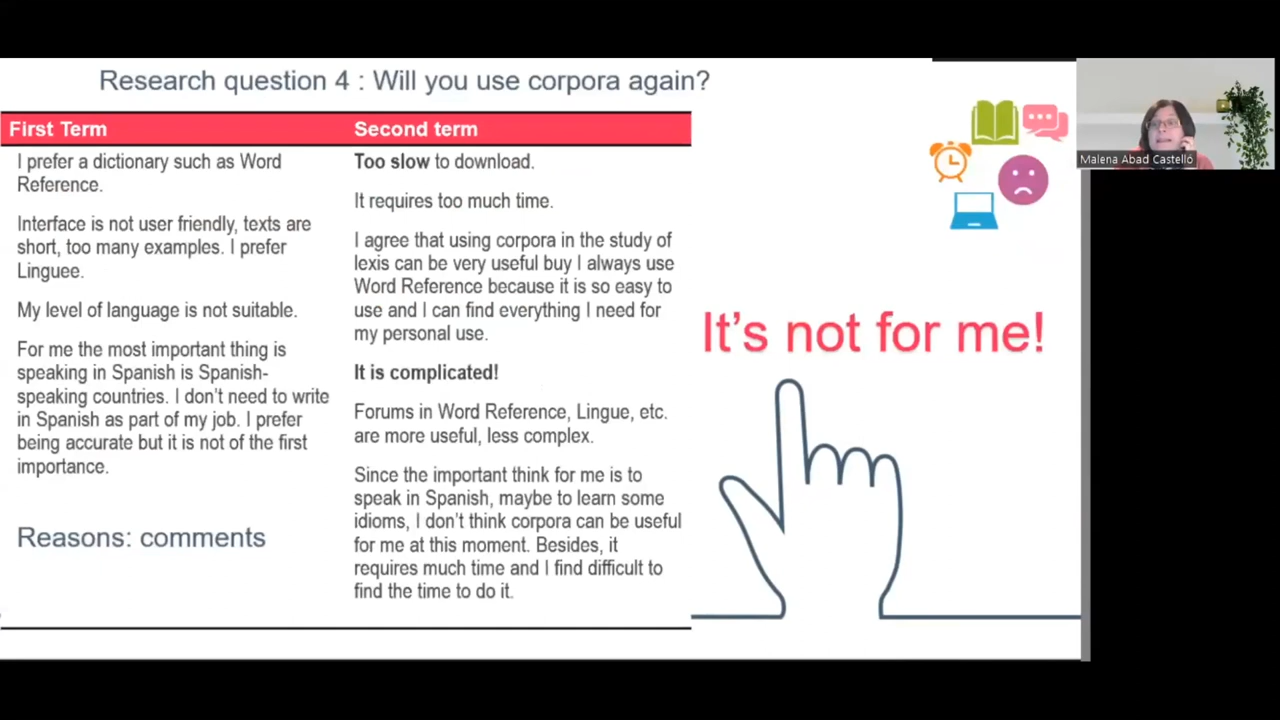 Research question 4 : Will you use corpora again?
First Term
Second term
I prefer a dictionary such as Word
Reference.
Interface is not user friendly, texts are
short, too many examples. I prefer
Linguee.
My level of language is not suitable.
For me the most important thing is
speaking in Spanish is Spanish-
speaking countries. I don't need to write
in Spanish as part of my job. I prefer
being accurate but it is not of the first
importance.
Reasons: comments
Too slow to download.
It requires too much time.
I agree that using corpora in the study of
lexis can be very useful buy I always use
Word Reference because it is so easy to
use and I can find everything I need for
my personal use.
It is complicated!
Forums in Word Reference, Lingue, etc.
are more useful, less complex.
Since the important think for me is to
speak in Spanish, maybe to learn some
idioms, I don't think corpora can be useful
for me at this moment. Besides, it
requires much time and I find difficult to
find the time to do it.
It's not for me!
Malena Abad Castelló